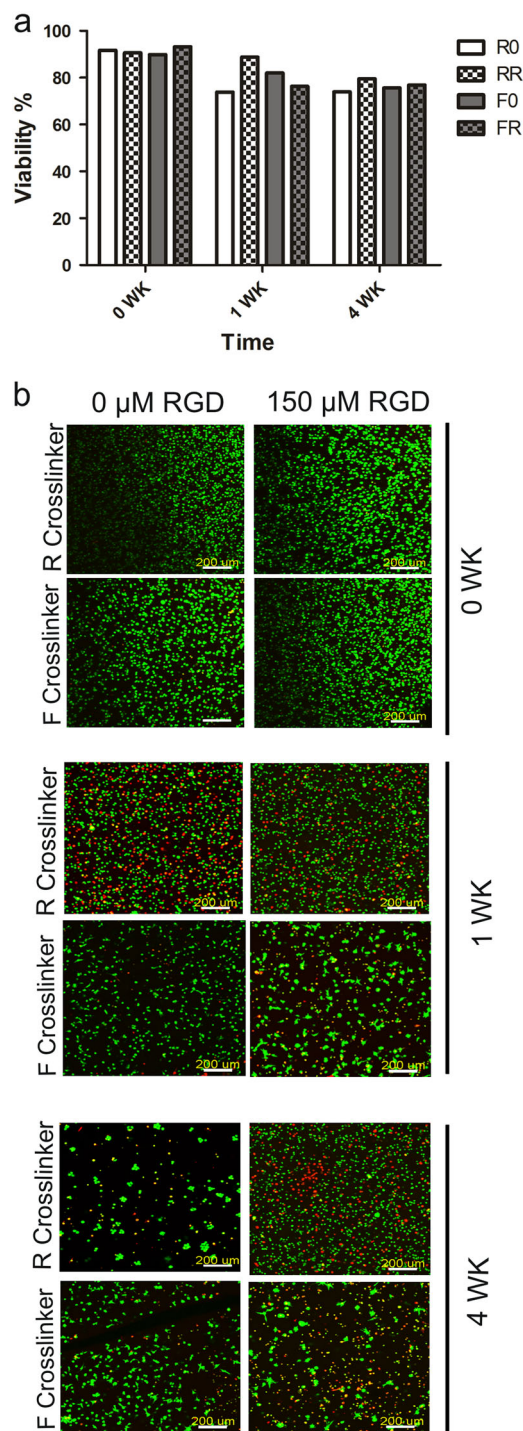 a
Viability %
100
80
60
40
20
0
0 WK
1 WK
4 WK
Time
R0
RR
F0
FR
b
0 µM RGD
150 µM RGD
R Crosslinker
200 um
200 um
F Crosslinker
200 um
0 WK
R Crosslinker
200 um
200 um
F Crosslinker
200 um
200 um
1 WK
R Crosslinker
200 um
200 um
F Crosslinker
200 um
200 um
4 WK